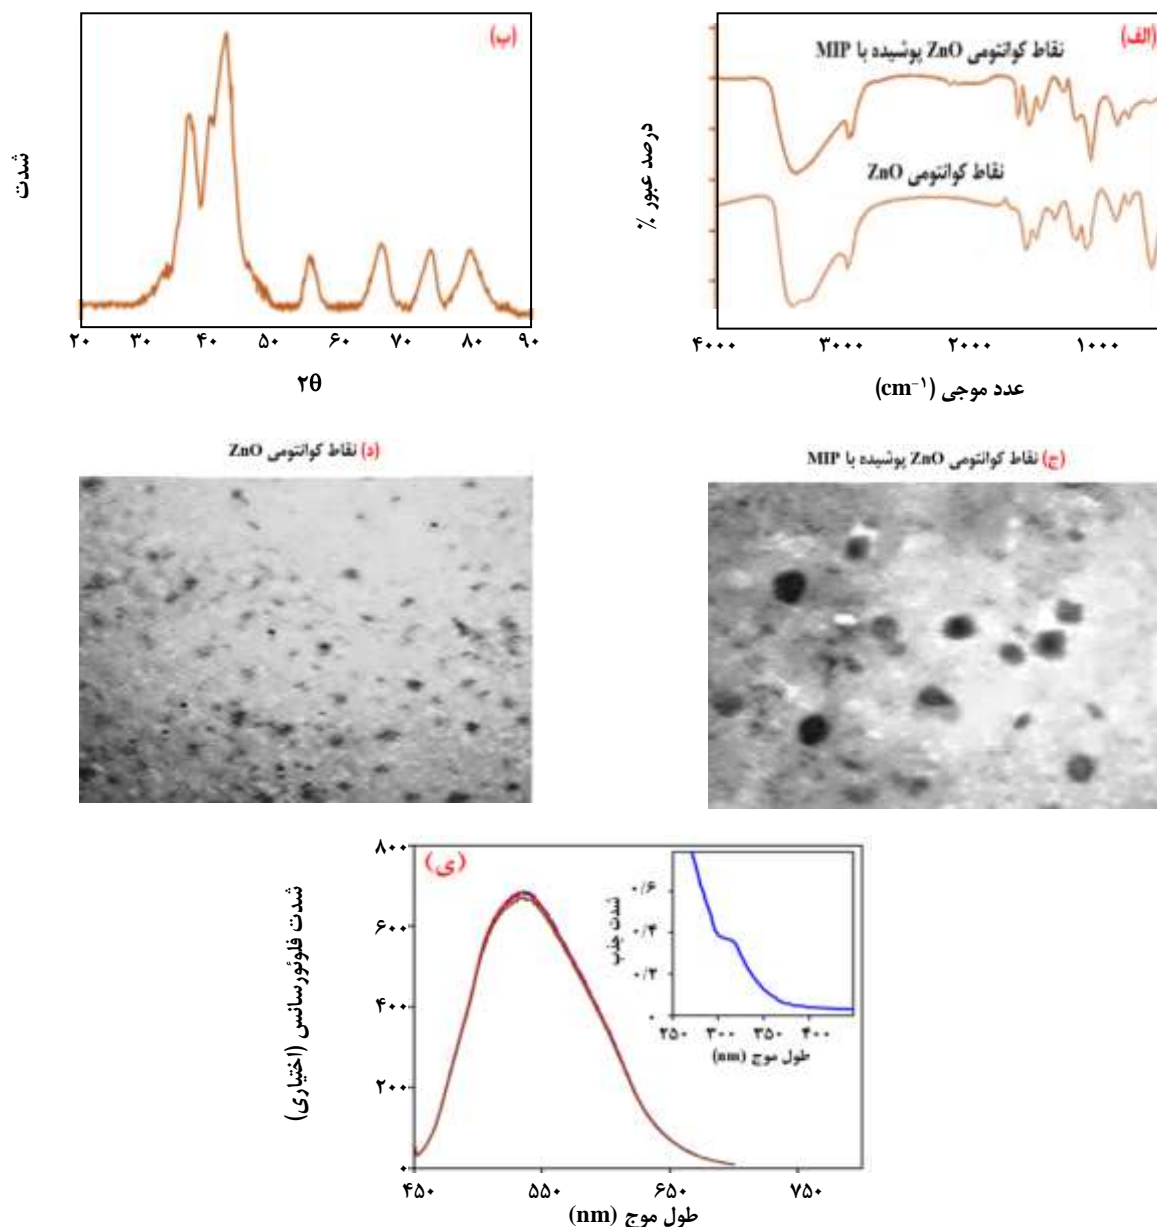 (الف)
نقاط کوانتومی ZnO پوشیده با MIP
نقاط کوانتومی ZnO
درصد عبور %
۴۰۰۰ ۳۰۰۰ ۲۰۰۰ ۱۰۰۰
عدد موجی (cm⁻¹)
(ب)
شدت
۲۰ ۳۰ ۴۰ ۵۰ ۶۰ ۷۰ ۸۰ ۹۰
۲θ
(ج) نقاط کوانتومی ZnO پوشیده با MIP
(د) نقاط کوانتومی ZnO
(ی)
شدت فلوئورسانس (اختیاری)
۸۰۰
۶۰۰
۴۰۰
۲۰۰
۰
۴۵۰ ۵۵۰ ۶۵۰ ۷۵۰
طول موج (nm)
شدت جذب
۰/۶
۰/۴
۰/۲
۰
۲۵۰ ۳۰۰ ۳۵۰ ۴۰۰
طول موج (nm)